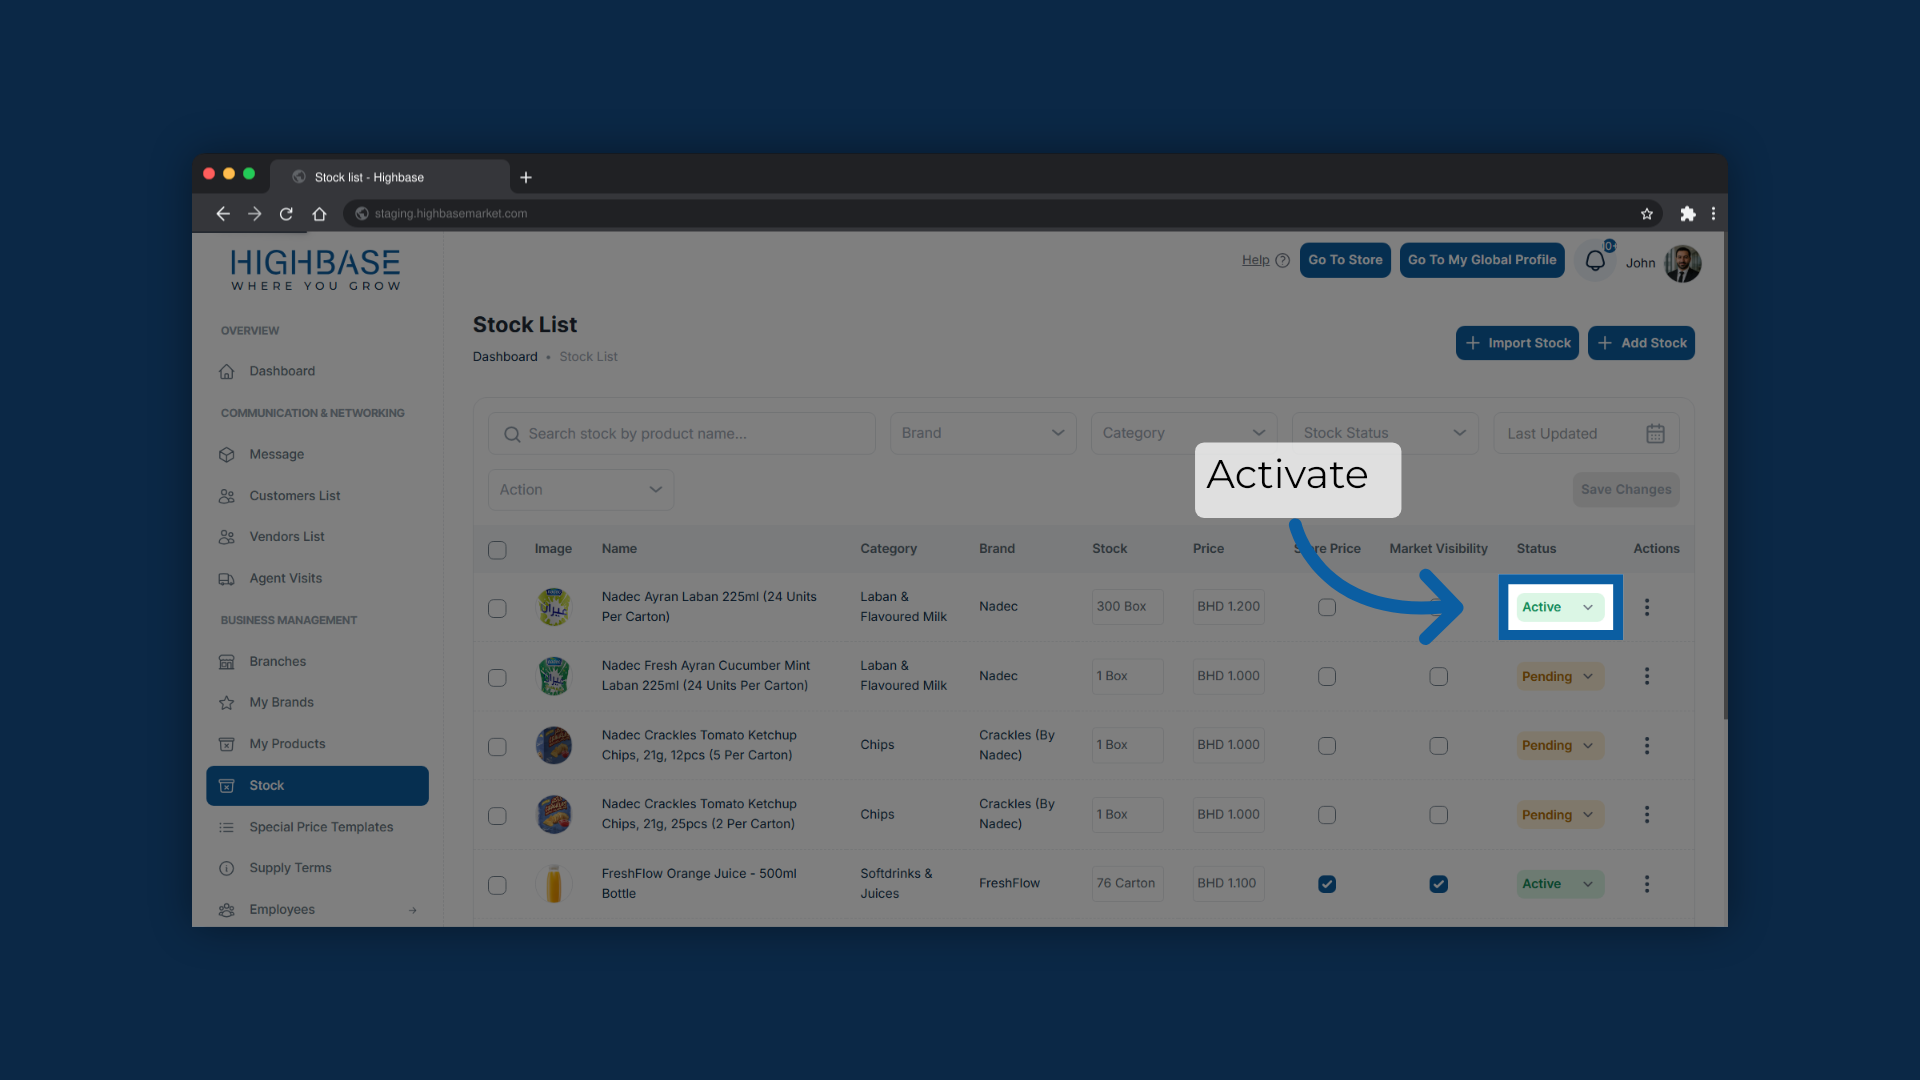 Stock list - Highbase
staging.highbasemarket.com
HIGHBASE
WHERE YOU GROW
Help
Go To Store
Go To My Global Profile
John
OVERVIEW
Dashboard
COMMUNICATION & NETWORKING
Message
Customers List
Vendors List
Agent Visits
BUSINESS MANAGEMENT
Branches
My Brands
My Products
Stock
Special Price Templates
Supply Terms
Employees
Stock List
Dashboard • Stock List
Import Stock
Add Stock
Search stock by product name...
Brand
Category
Stock Status
Last Updated
Action
Save Changes
Activate
Image Name Category Brand Stock Price Store Price Market Visibility Status Actions
Nadec Ayran Laban 225ml (24 Units
Per Carton)
Laban &
Flavoured Milk
Nadec
300 Box
BHD 1.200
Active
Nadec Fresh Ayran Cucumber Mint
Laban 225ml (24 Units Per Carton)
Laban &
Flavoured Milk
Nadec
1 Box
BHD 1.000
Pending
Nadec Crackles Tomato Ketchup
Chips, 21g, 12pcs (5 Per Carton)
Chips
Crackles (By
Nadec)
1 Box
BHD 1.000
Pending
Nadec Crackles Tomato Ketchup
Chips, 21g, 25pcs (2 Per Carton)
Chips
Crackles (By
Nadec)
1 Box
BHD 1.000
Pending
FreshFlow Orange Juice - 500ml
Bottle
Softdrinks &
Juices
FreshFlow
76 Carton
BHD 1.100
Active